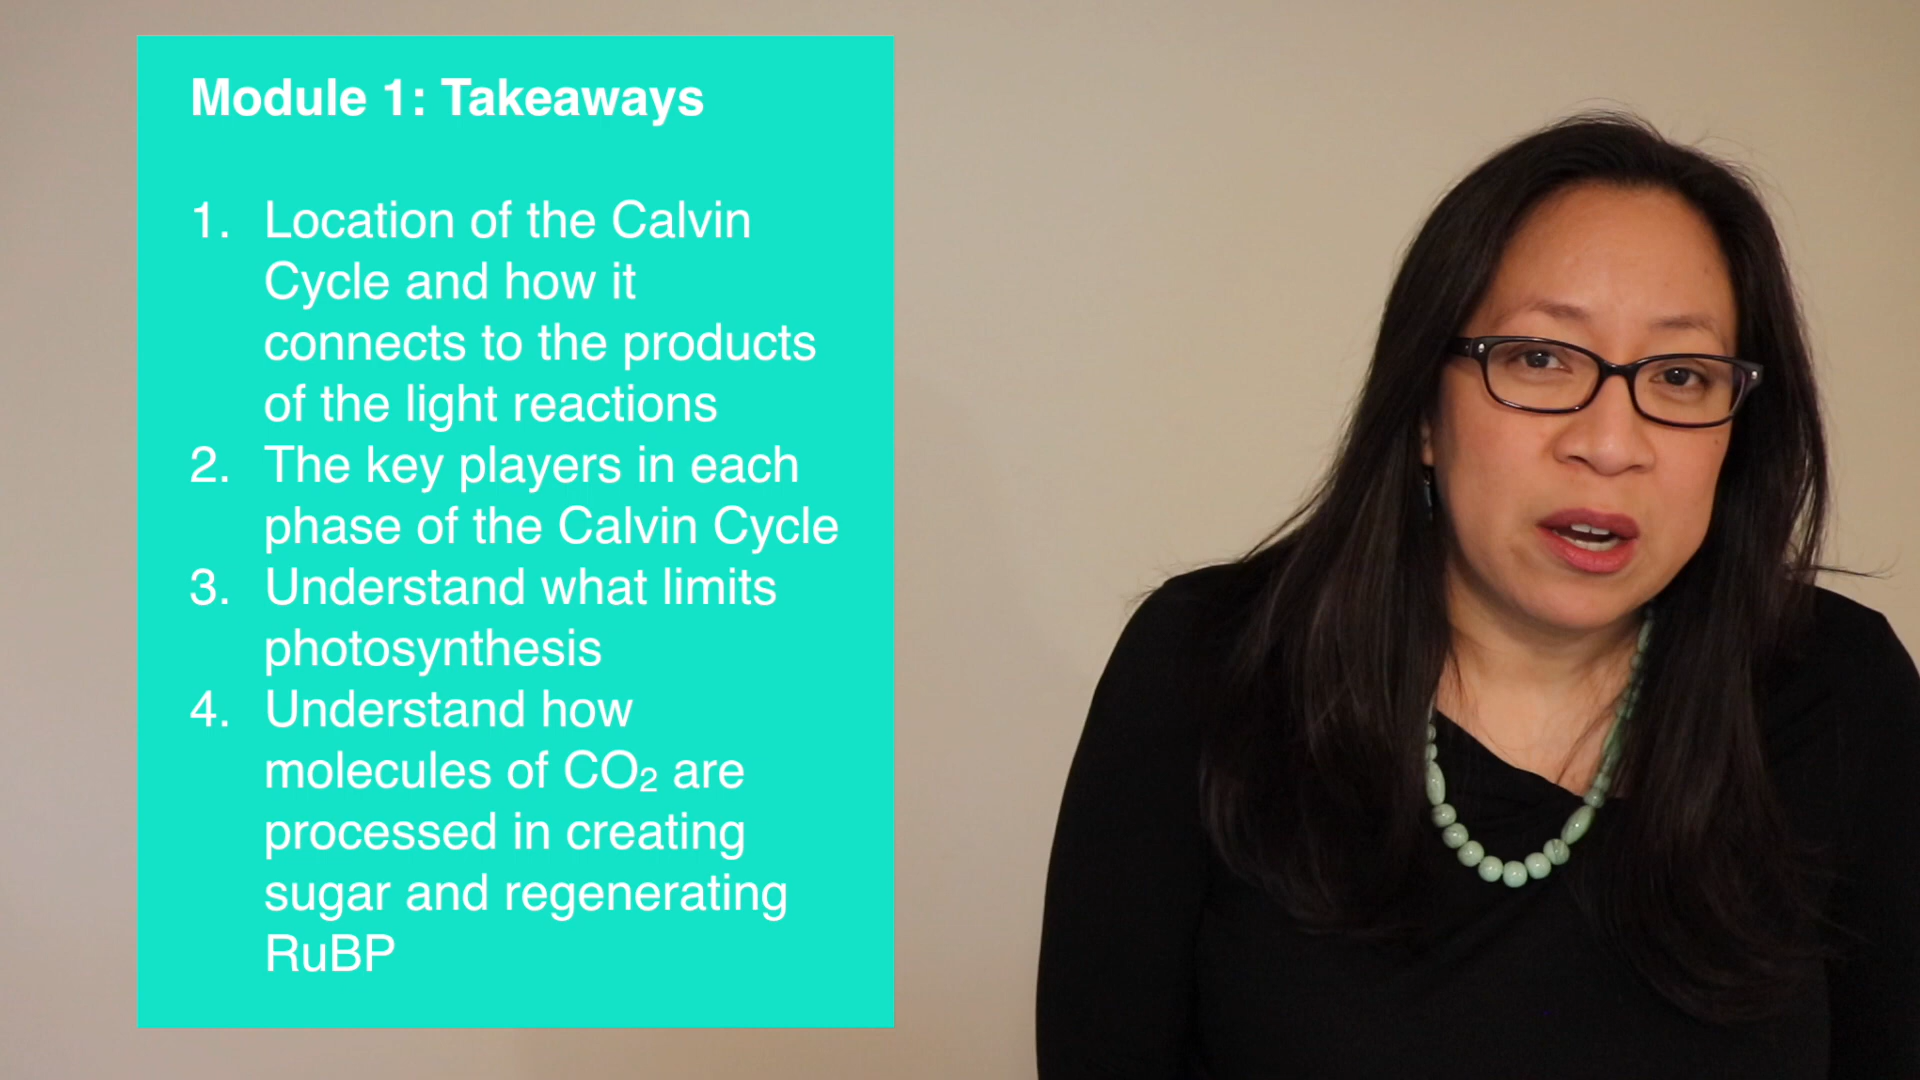 Module 1: Takeaways
1. Location of the Calvin
Cycle and how it
connects to the products
of the light reactions
2. The key players in each
phase of the Calvin Cycle
3. Understand what limits
photosynthesis
4. Understand how
molecules of CO₂ are
processed in creating
sugar and regenerating
RuBP